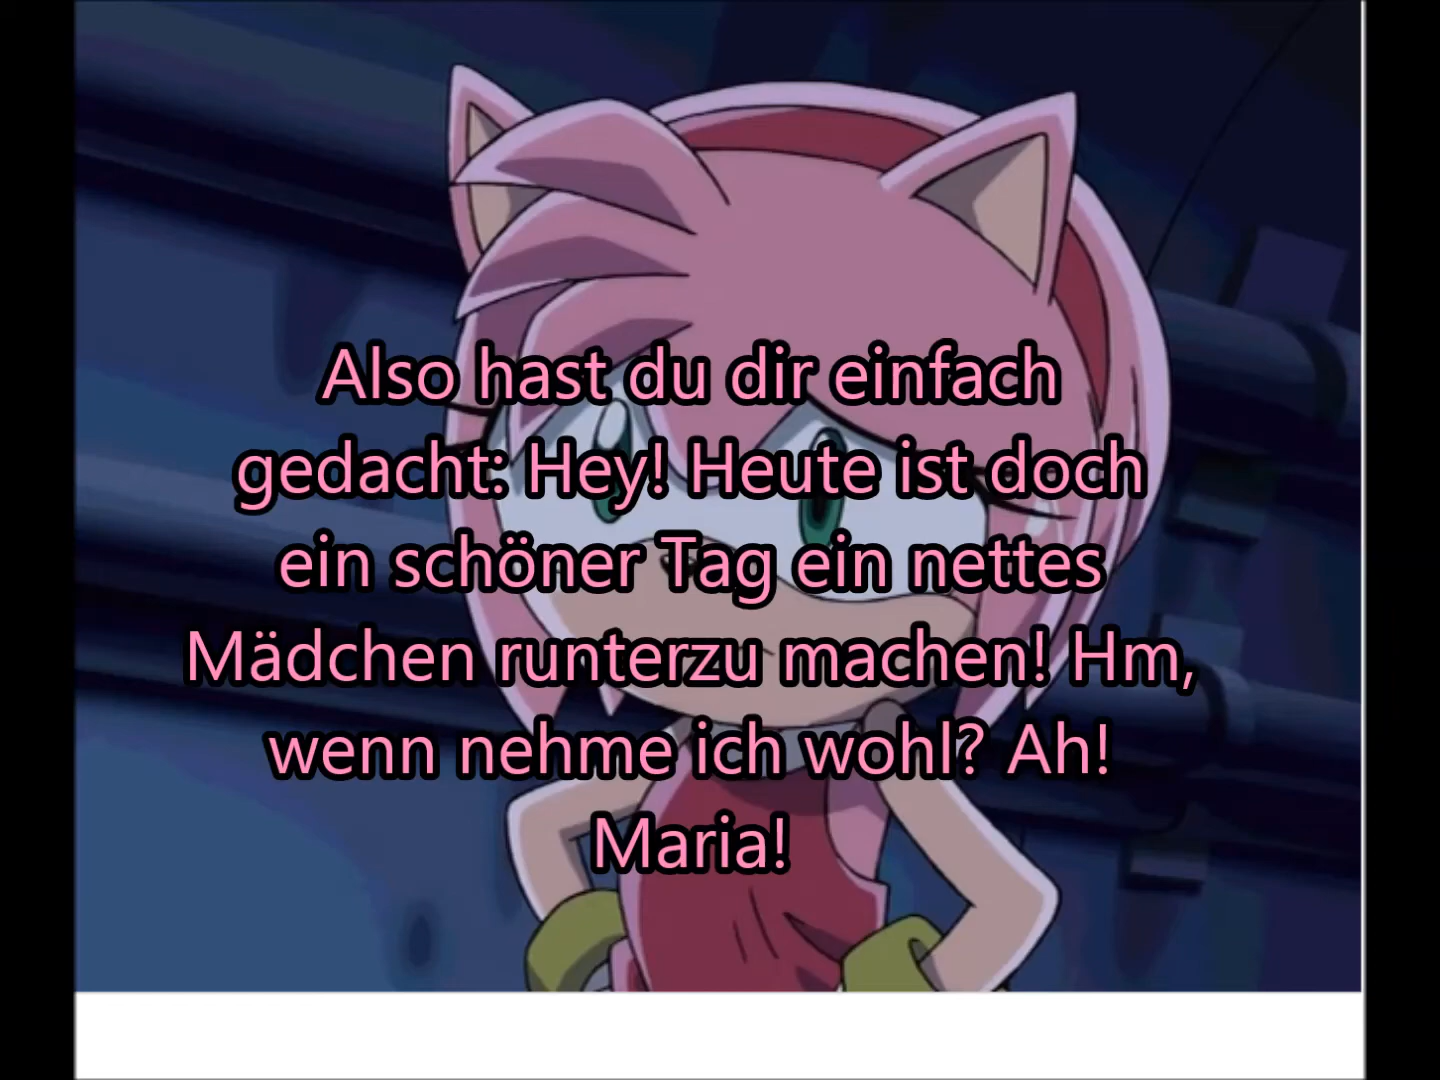 Also hast du dir einfach
gedacht: Hey! Heute ist doch
ein schöner Tag ein nettes
Mädchen runterzu machen! Hm,
wenn nehme ich wohl? Ah!
Maria!